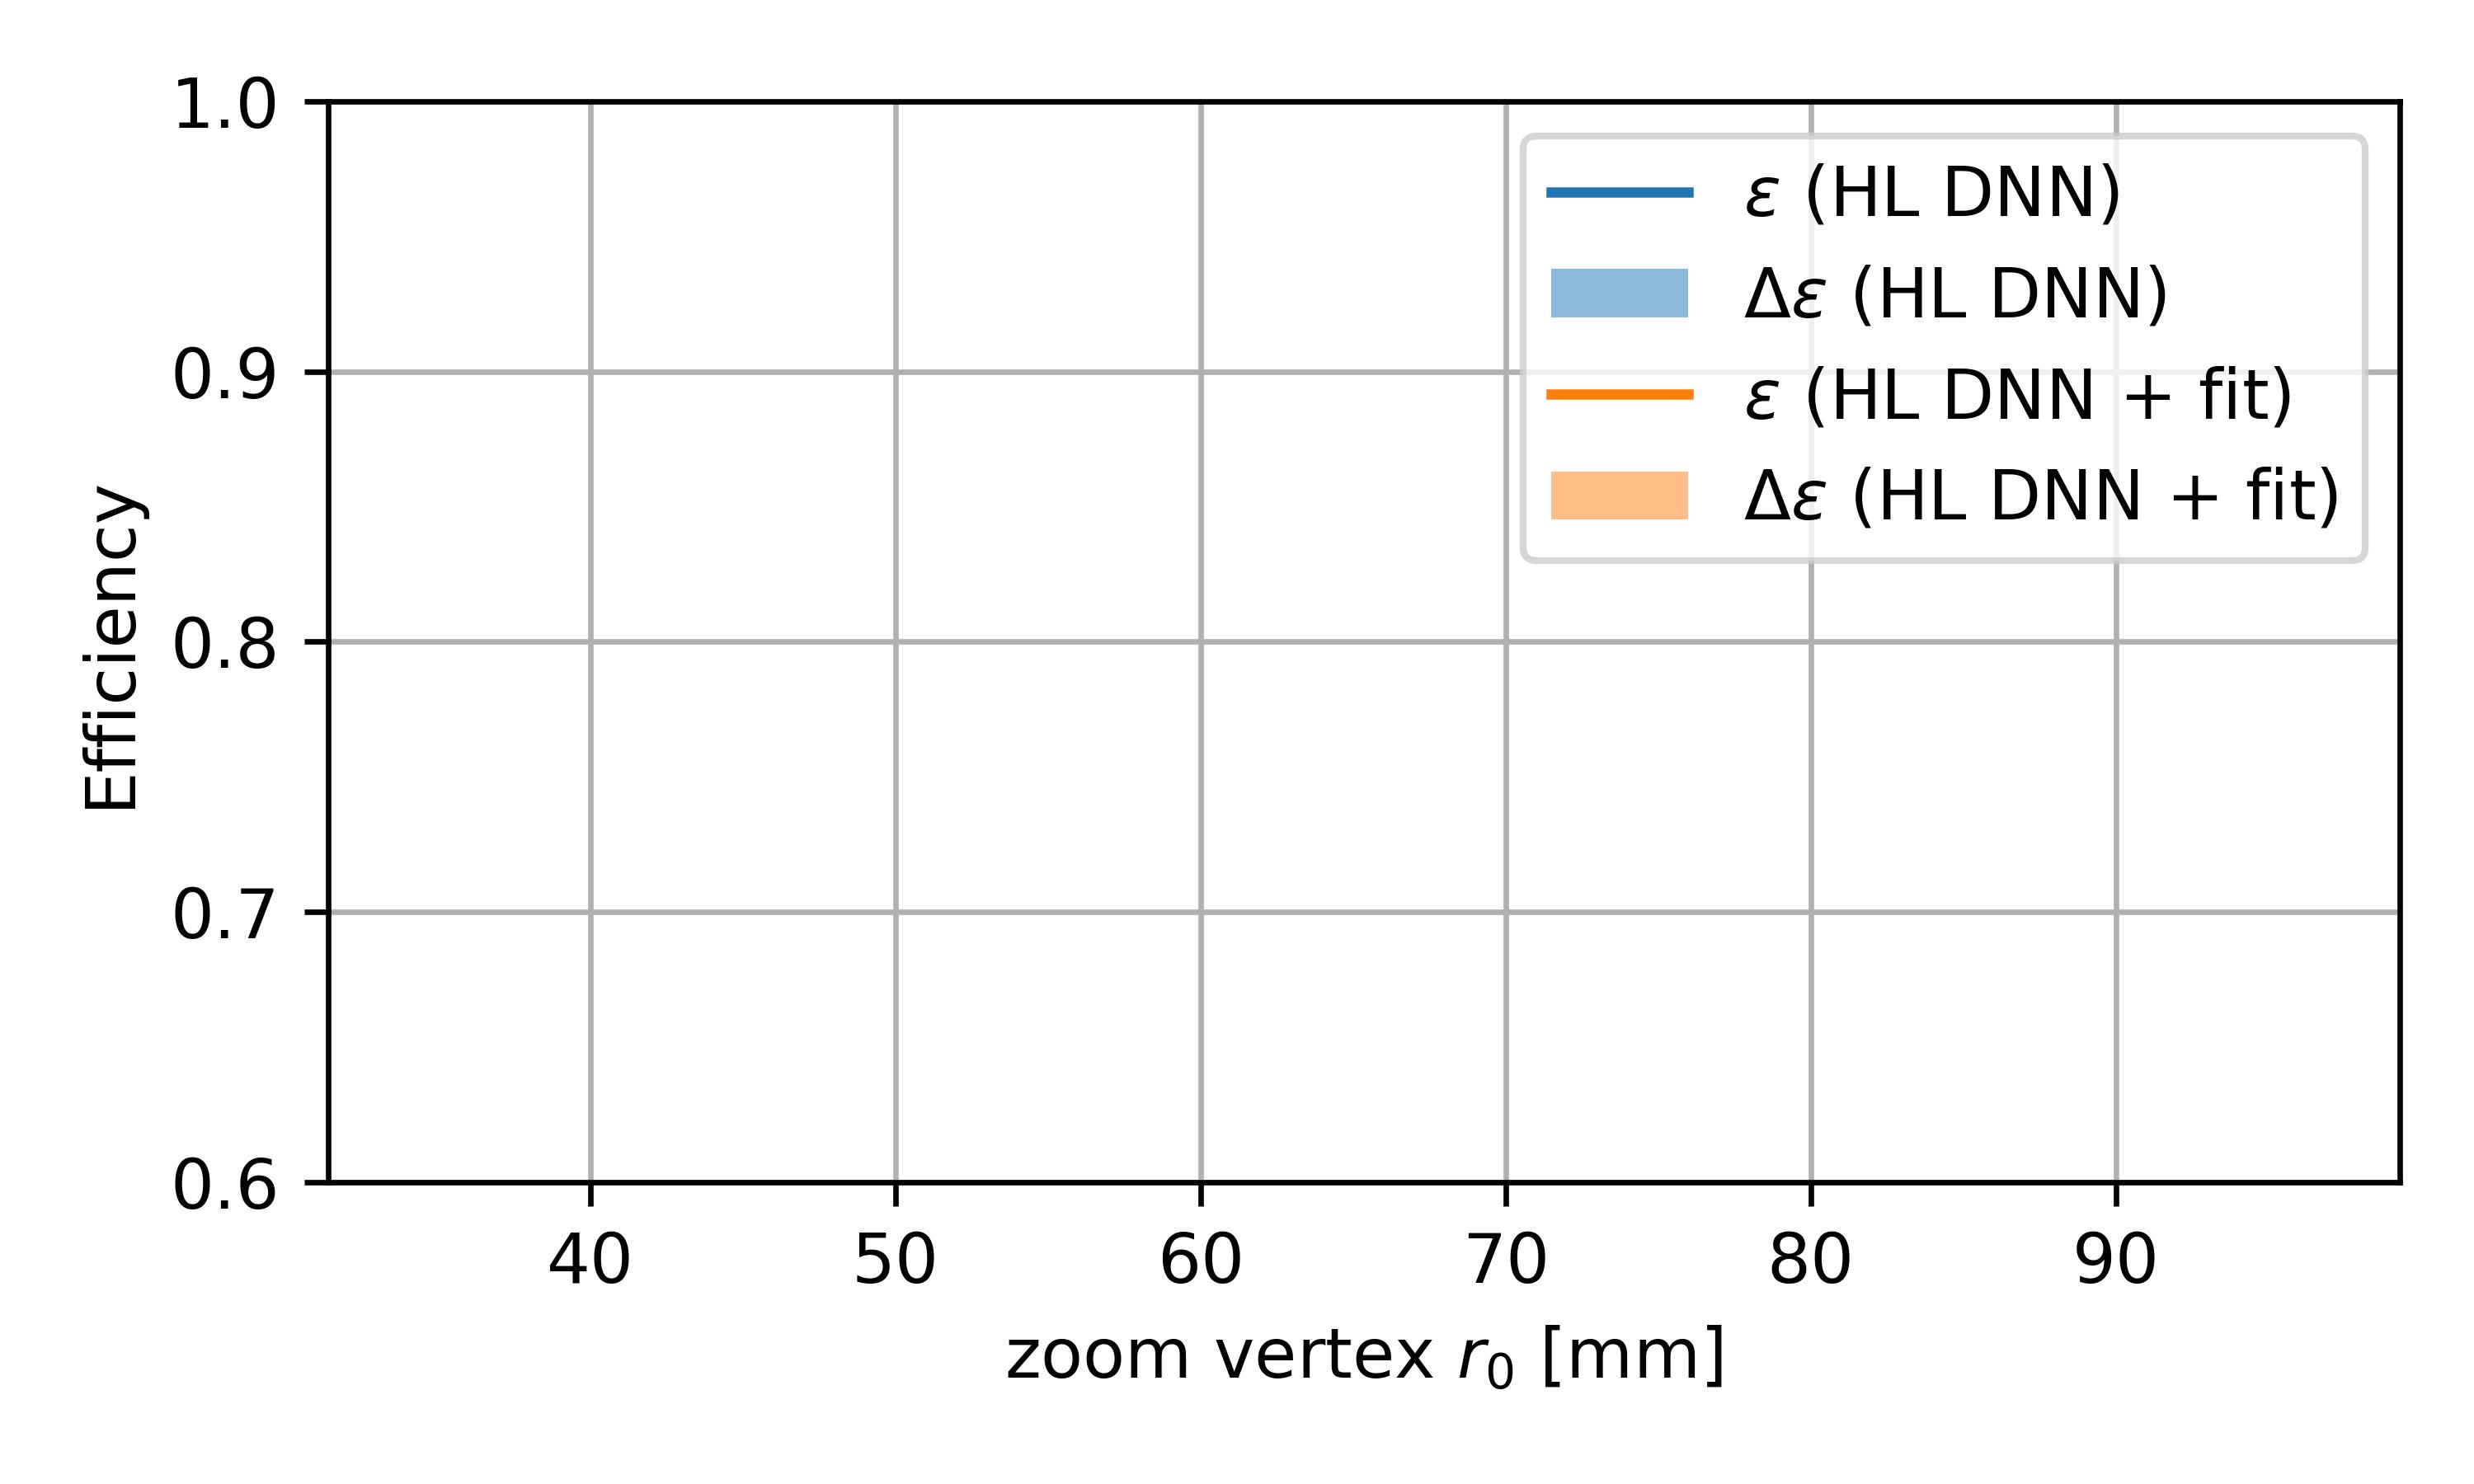 1.0
0.9
0.8
0.7
0.6
Efficiency
ε (HL DNN)
Δε (HL DNN)
ε (HL DNN + fit)
Δε (HL DNN + fit)
40 50 60 70 80 90
zoom vertex r₀ [mm]